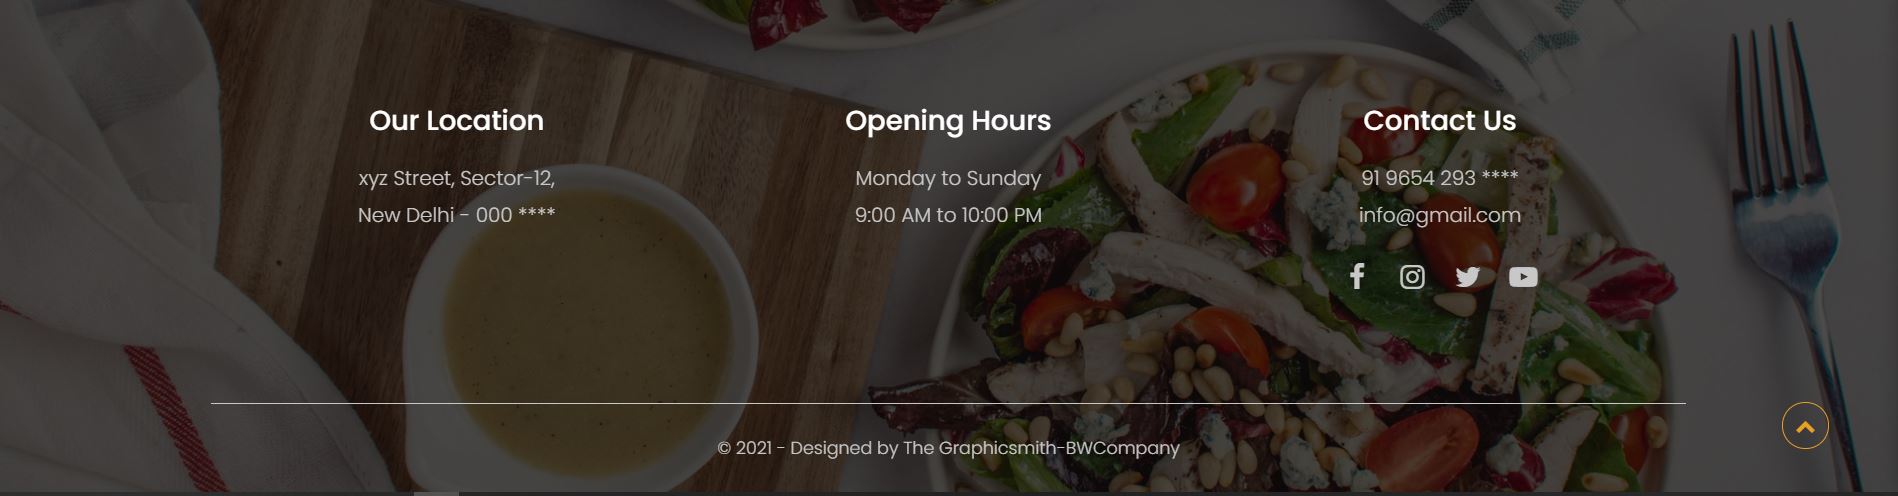 Our Location
xyz Street, Sector-12,
New Delhi - 000 ****
Opening Hours
Monday to Sunday
9:00 AM to 10:00 PM
Contact Us
91 9654 293 ****
info@gmail.com
© 2021 - Designed by The Graphicsmith-BWCompany